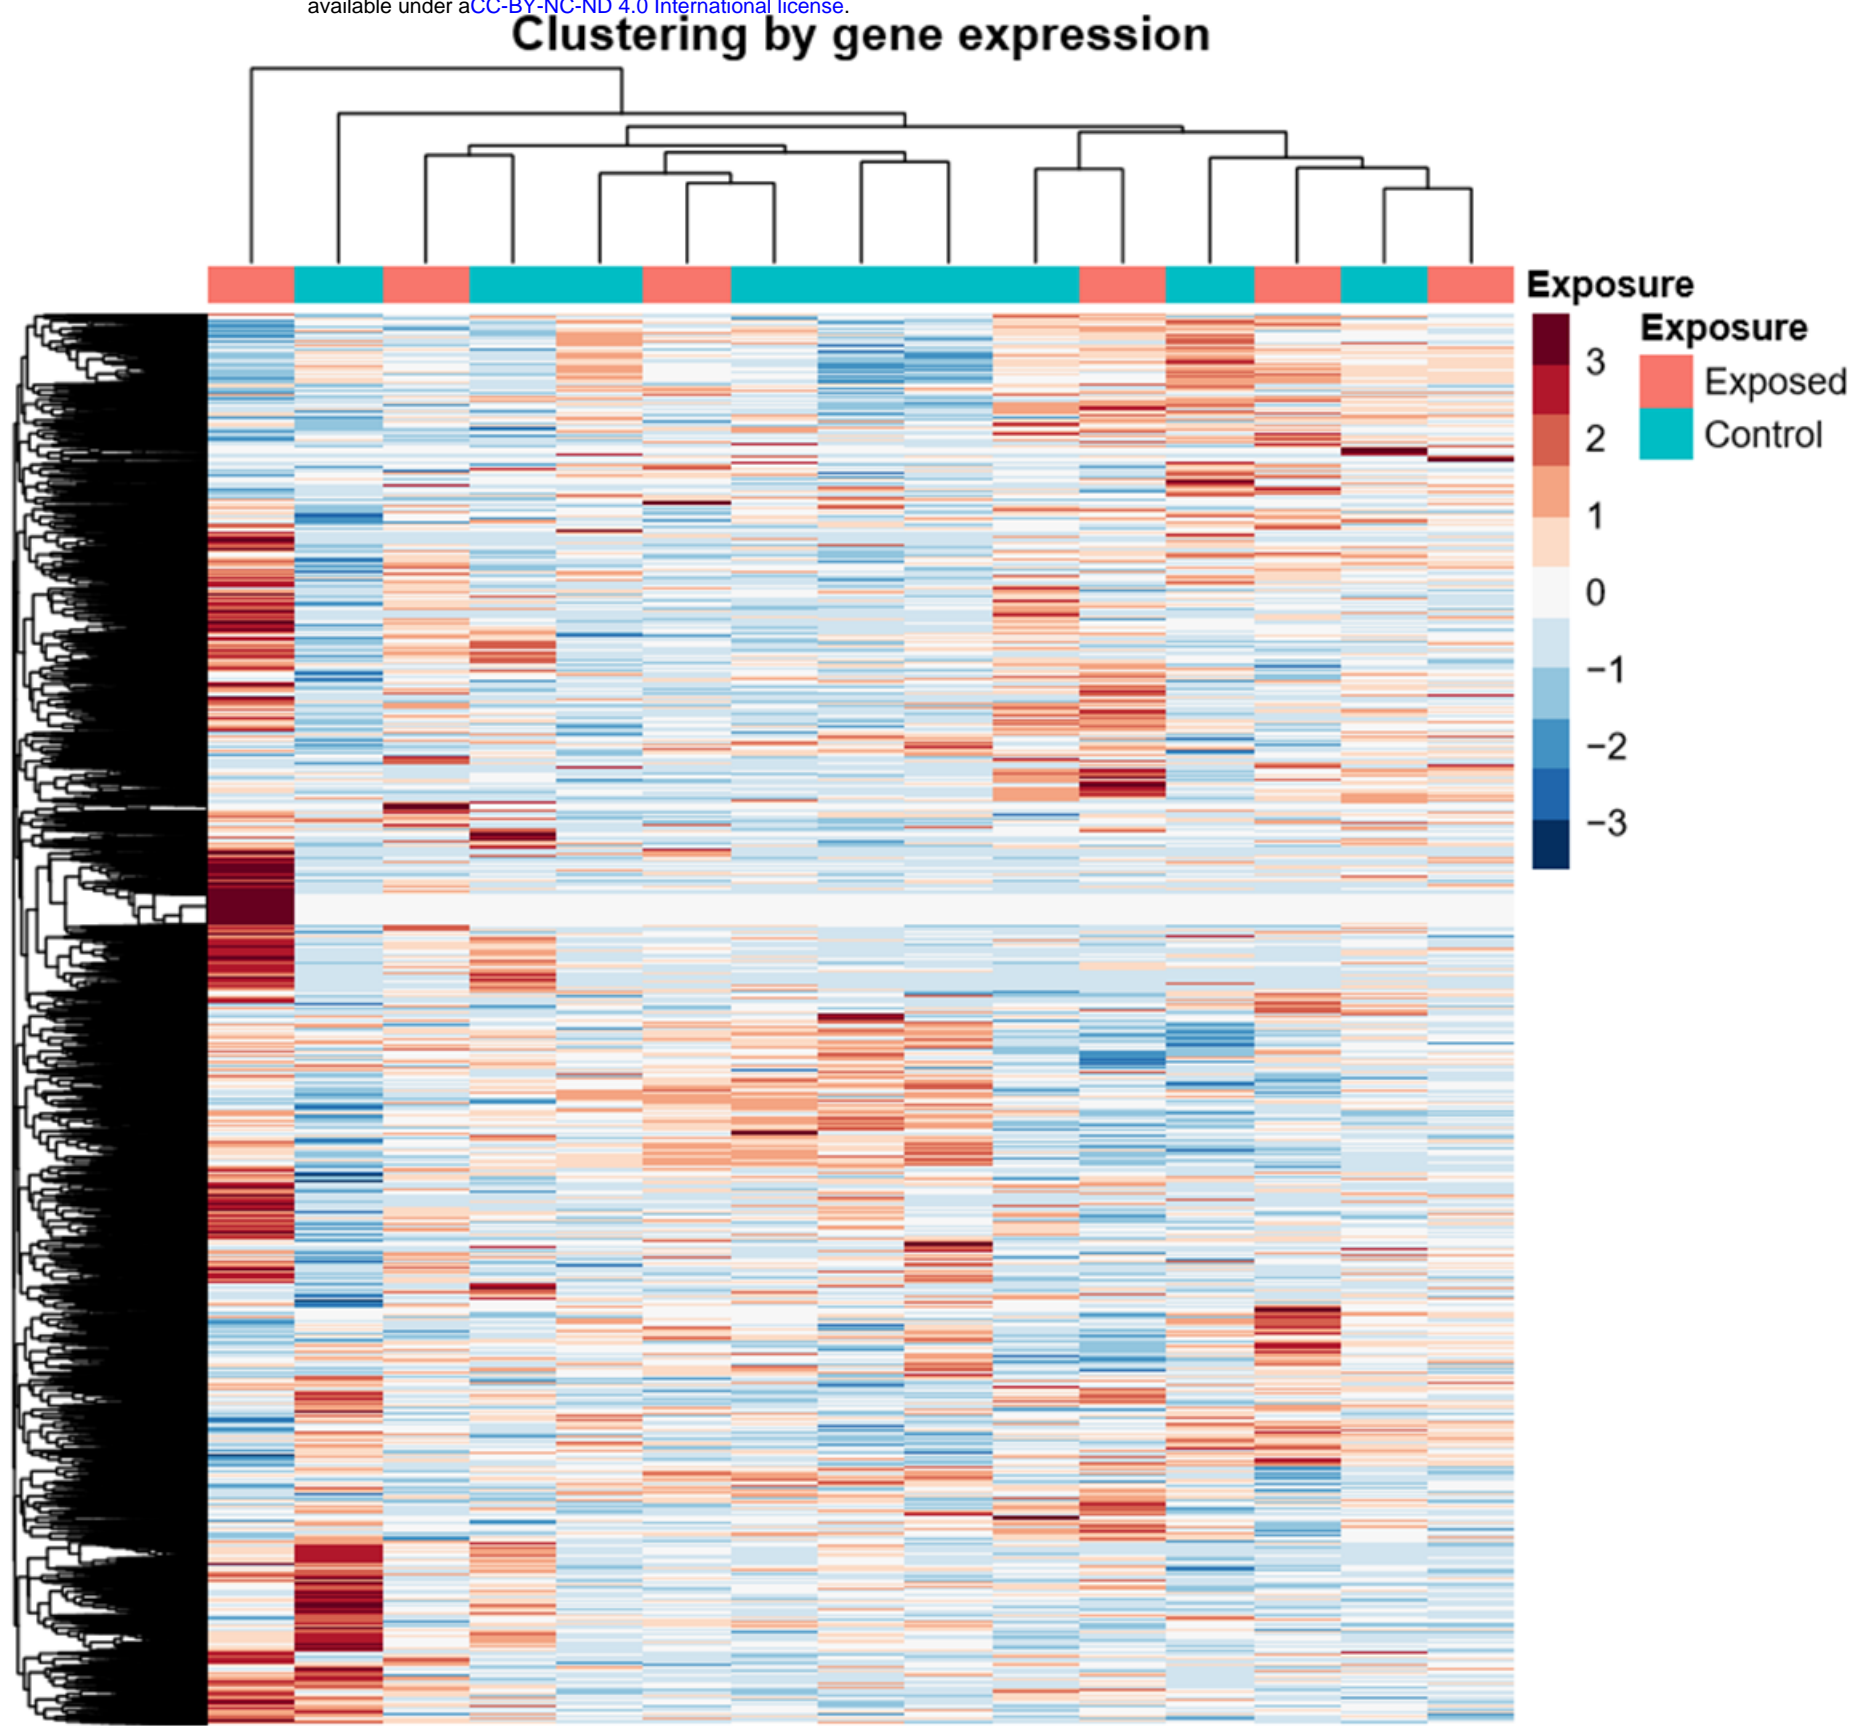 available under aCC-BY-NC-ND 4.0 International license.
Clustering by gene expression
Exposure
Exposure
3
Exposed
2
Control
1
0
−1
−2
−3